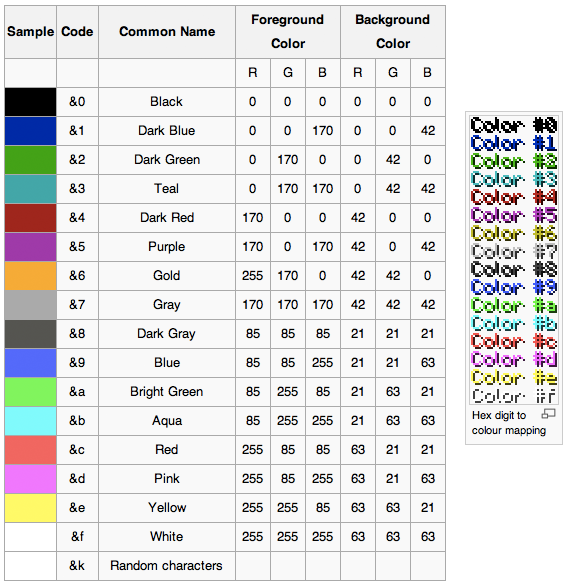 Sample Code Common Name Foreground Color Background Color
R G B R G B
&0 Black 0 0 0 0 0 0
&1 Dark Blue 0 0 170 0 0 42
&2 Dark Green 0 170 0 0 42 0
&3 Teal 0 170 170 0 42 42
&4 Dark Red 170 0 0 42 0 0
&5 Purple 170 0 170 42 0 42
&6 Gold 255 170 0 42 42 0
&7 Gray 170 170 170 42 42 42
&8 Dark Gray 85 85 85 21 21 21
&9 Blue 85 85 255 21 21 63
&a Bright Green 85 255 85 21 63 21
&b Aqua 85 255 255 21 63 63
&c Red 255 85 85 63 21 21
&d Pink 255 85 255 63 21 63
&e Yellow 255 255 85 63 63 21
&f White 255 255 255 63 63 63
&k Random characters
Color #0
Color #1
Color #2
Color #3
Color #4
Color #5
Color #6
Color #7
Color #8
Color #9
Color #a
Color #b
Color #c
Color #d
Color #e
Color #f
Hex digit to
colour mapping